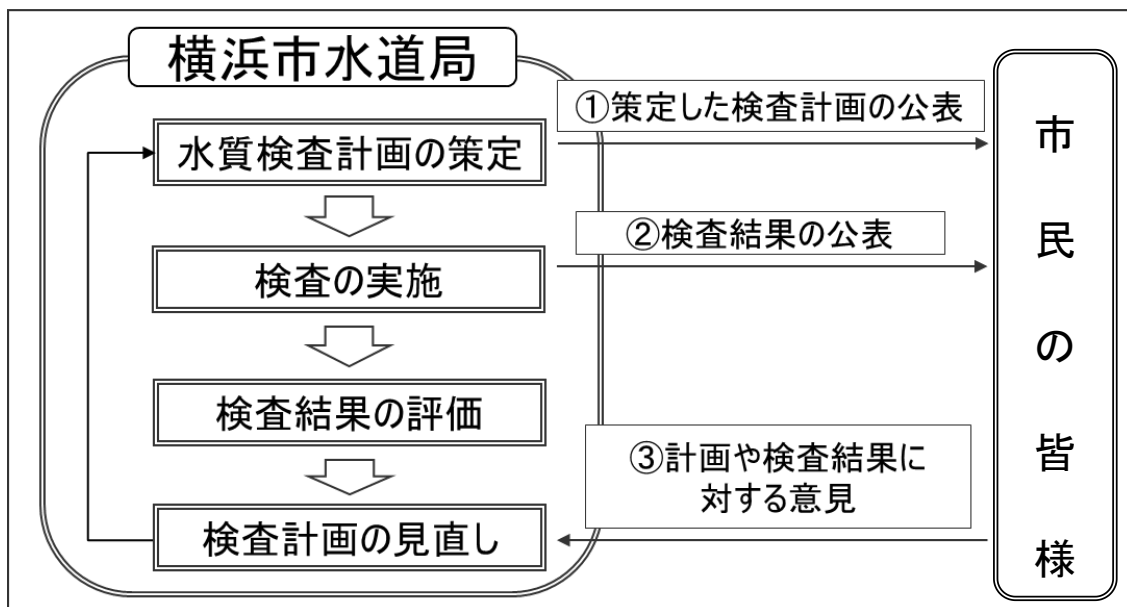 横浜市水道局
水質検査計画の策定
検査の実施
検査結果の評価
検査計画の見直し
①策定した検査計画の公表
②検査結果の公表
③計画や検査結果に
対する意見
市民の皆様